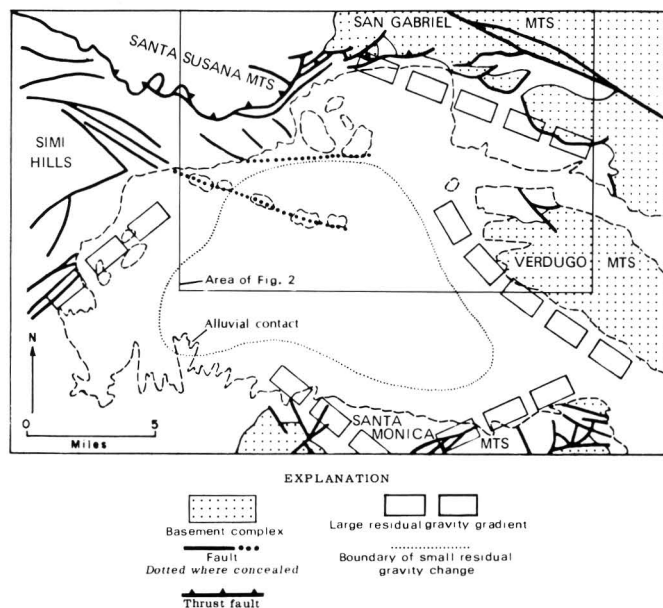 SAN GABRIEL MTS
SANTA SUSANA MTS
SIMI
HILLS
VERDUGO MTS
Area of Fig. 2
Alluvial contact
N
0 5
Miles
SANTA
MONICA MTS
EXPLANATION
Basement complex
Large residual gravity gradient
Fault
Dotted where concealed
Boundary of small residual
gravity change
Thrust fault